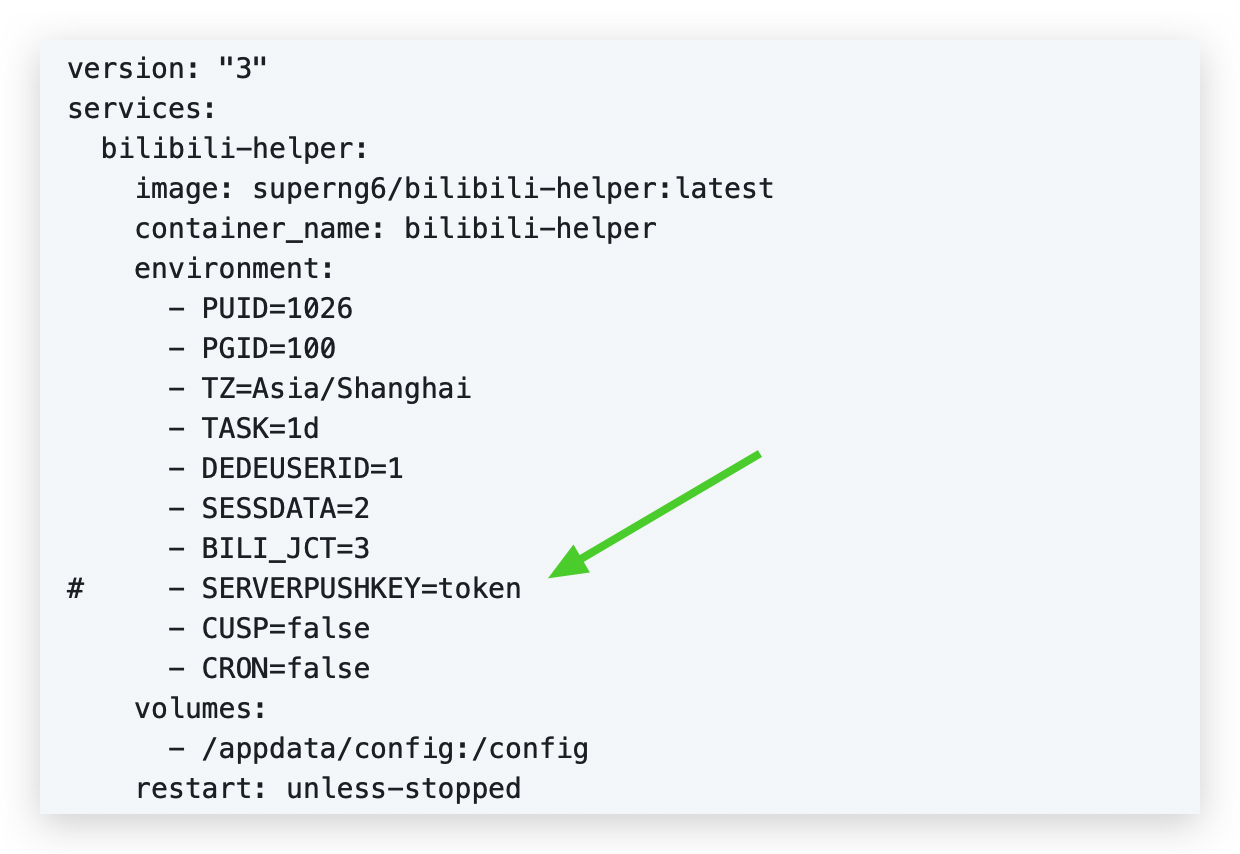 version: "3"
services:
  bilibili-helper:
    image: superng6/bilibili-helper:latest
    container_name: bilibili-helper
    environment:
      - PUID=1026
      - PGID=100
      - TZ=Asia/Shanghai
      - TASK=1d
      - DEDEUSERID=1
      - SESSDATA=2
      - BILI_JCT=3
#     - SERVERPUSHKEY=token
      - CUSP=false
      - CRON=false
    volumes:
      - /appdata/config:/config
    restart: unless-stopped